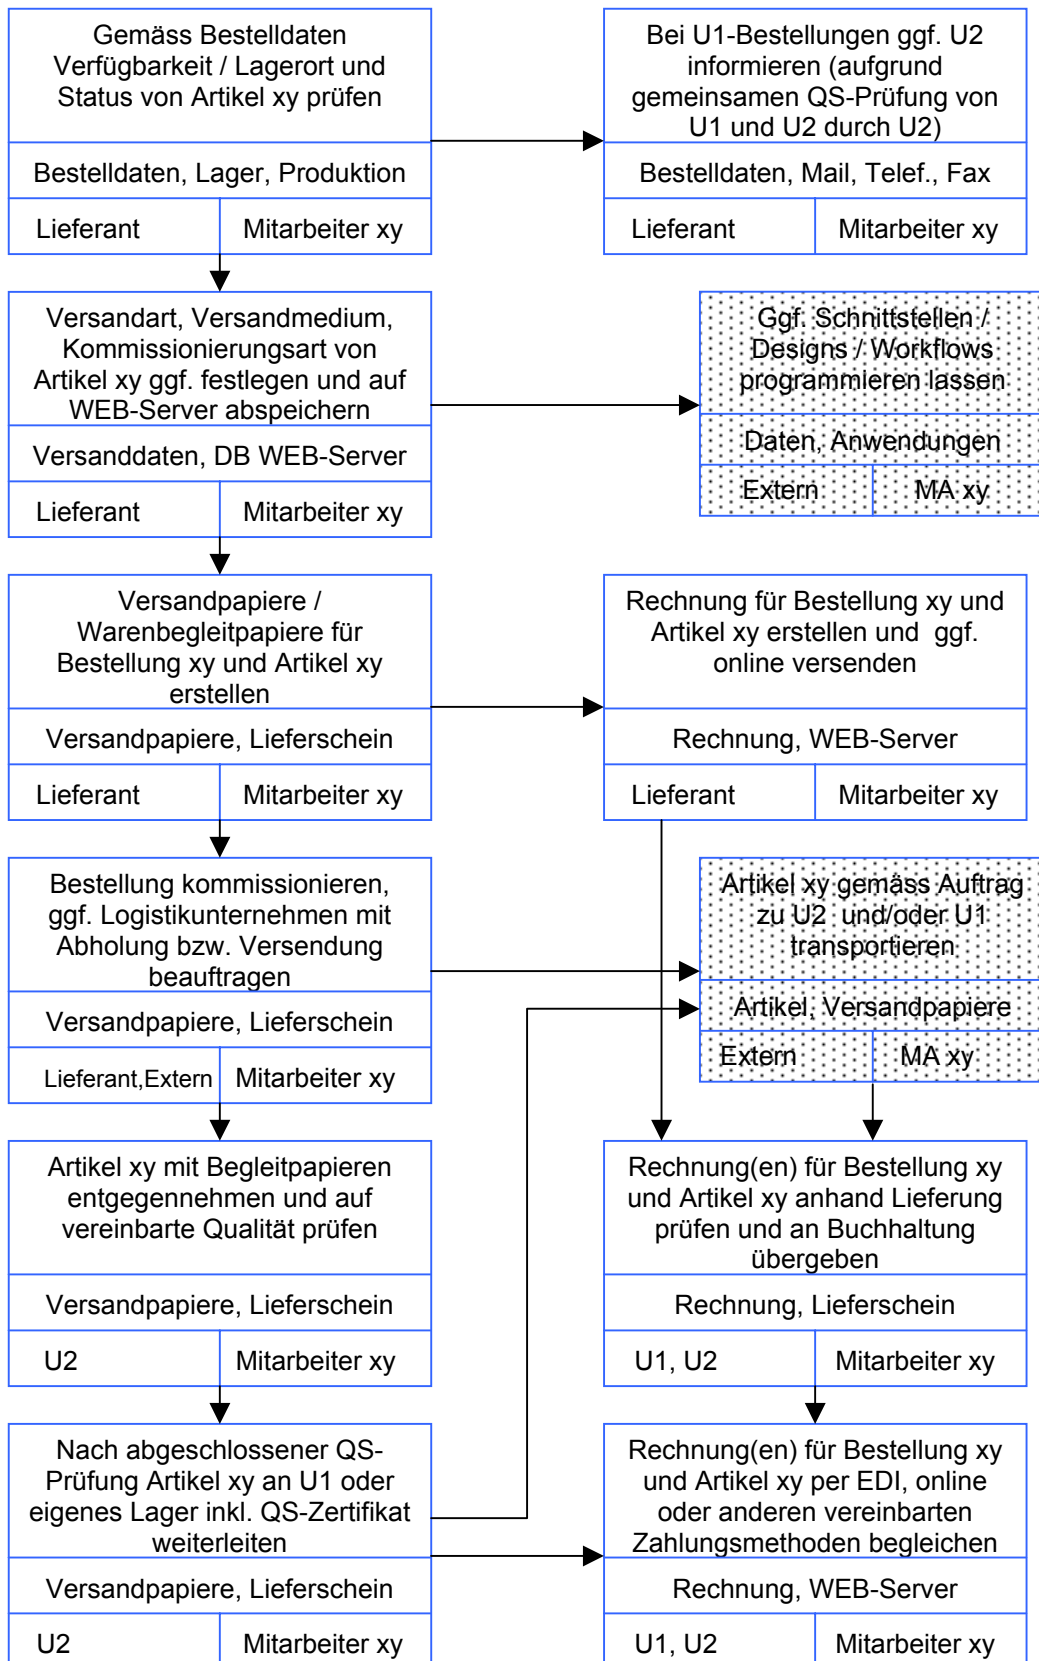 Gemäss Bestelldaten
Verfügbarkeit / Lagerort und
Status von Artikel xy prüfen
Bestelldaten, Lager, Produktion
Lieferant
Mitarbeiter xy
Bei U1-Bestellungen ggf. U2
informieren (aufgrund
gemeinsamen QS-Prüfung von
U1 und U2 durch U2)
Bestelldaten, Mail, Telef., Fax
Lieferant
Mitarbeiter xy
Versandart, Versandmedium,
Kommissionierungsart von
Artikel xy ggf. festlegen und auf
WEB-Server abspeichern
Versanddaten, DB WEB-Server
Lieferant
Mitarbeiter xy
Ggf. Schnittstellen /
Designs / Workflows
programmieren lassen
Daten, Anwendungen
Extern
MA xy
Versandpapiere /
Warenbegleitpapiere für
Bestellung xy und Artikel xy
erstellen
Versandpapiere, Lieferschein
Lieferant
Mitarbeiter xy
Rechnung für Bestellung xy und
Artikel xy erstellen und ggf.
online versenden
Rechnung, WEB-Server
Lieferant
Mitarbeiter xy
Bestellung kommissionieren,
ggf. Logistikunternehmen mit
Abholung bzw. Versendung
beauftragen
Versandpapiere, Lieferschein
Lieferant,Extern
Mitarbeiter xy
Artikel xy gemäss Auftrag
zu U2 und/oder U1
transportieren
Artikel, Versandpapiere
Extern
MA xy
Artikel xy mit Begleitpapieren
entgegennehmen und auf
vereinbarte Qualität prüfen
Versandpapiere, Lieferschein
U2
Mitarbeiter xy
Rechnung(en) für Bestellung xy
und Artikel xy anhand Lieferung
prüfen und an Buchhaltung
übergeben
Rechnung, Lieferschein
U1, U2
Mitarbeiter xy
Nach abgeschlossener QS-
Prüfung Artikel xy an U1 oder
eigenes Lager inkl. QS-Zertifikat
weiterleiten
Versandpapiere, Lieferschein
U2
Mitarbeiter xy
Rechnung(en) für Bestellung xy
und Artikel xy per EDI, online
oder anderen vereinbarten
Zahlungsmethoden begleichen
Rechnung, WEB-Server
U1, U2
Mitarbeiter xy